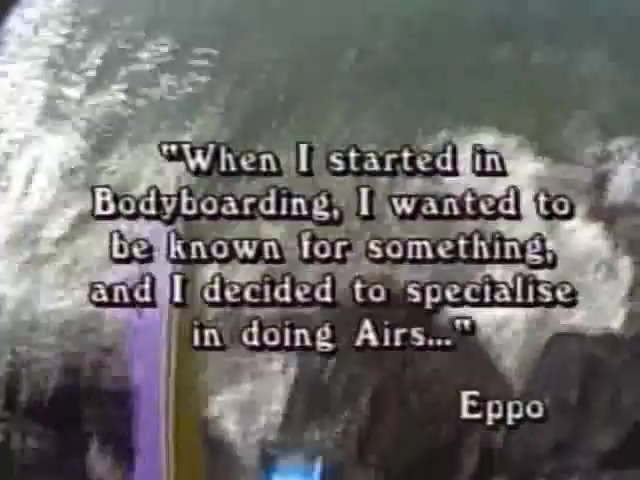 "When I started in
Bodyboarding, I wanted to
be known for something,
and I decided to specialise
in doing Airs..."
Eppo